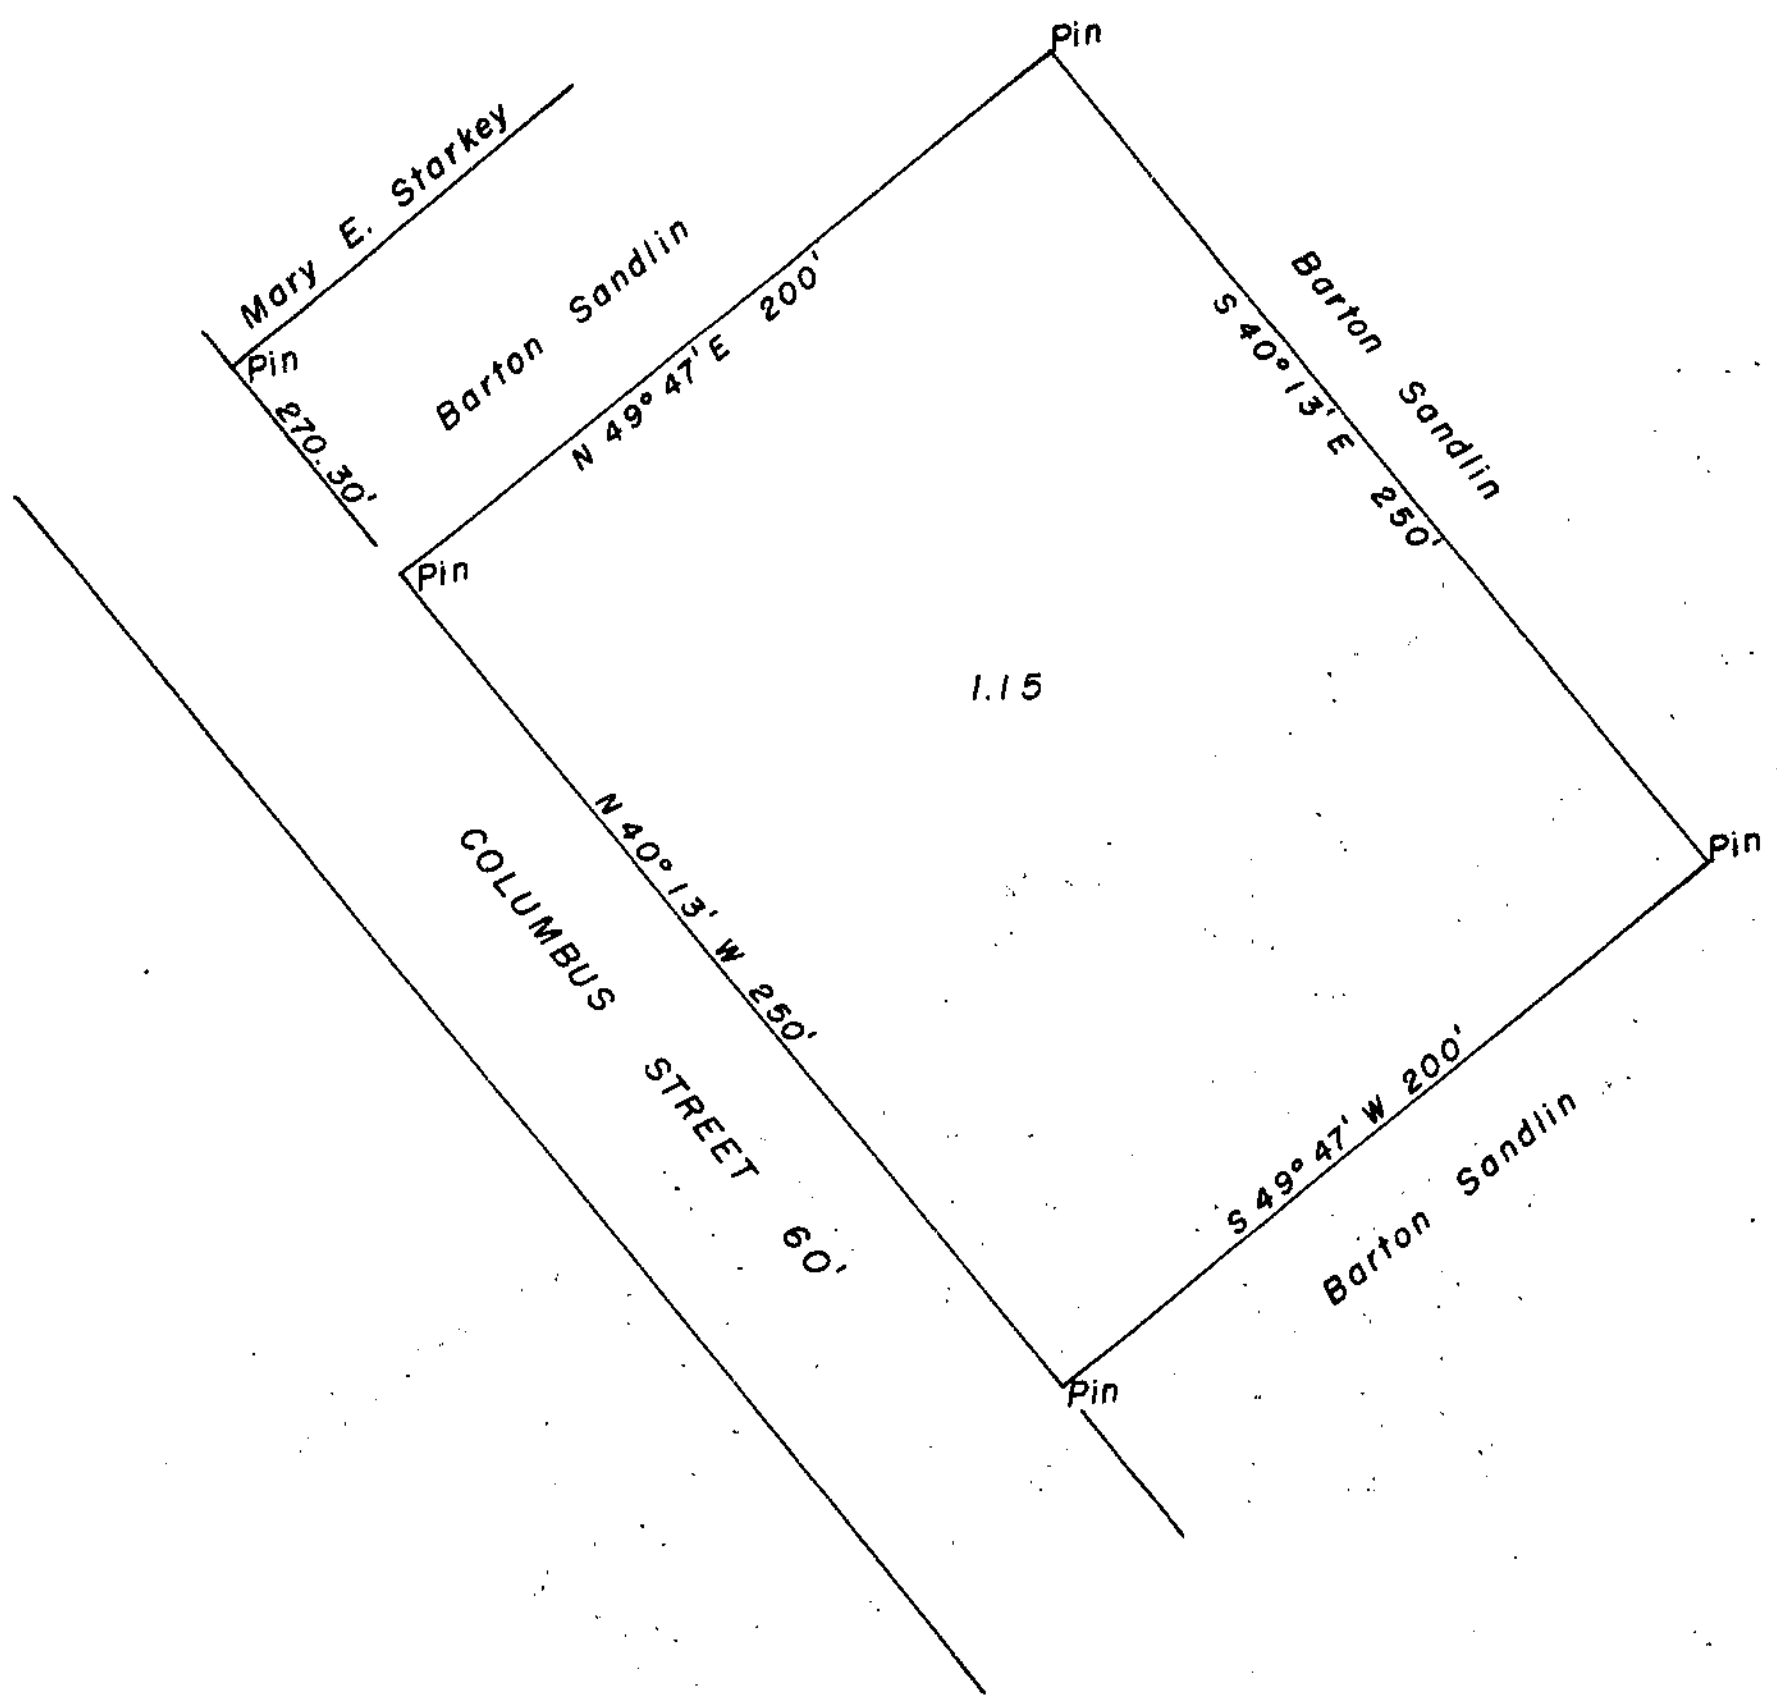 Pin
Mary E. Starkey
Pin
270.30'
Barton Sandlin
N 49° 47' E 200'
Barton Sandlin
S 40° 13' E 250'
Pin
1.15
N 40° 13' W 250'
COLUMBUS STREET 60'
Pin
S 49° 47' W 200'
Barton Sandlin
Pin